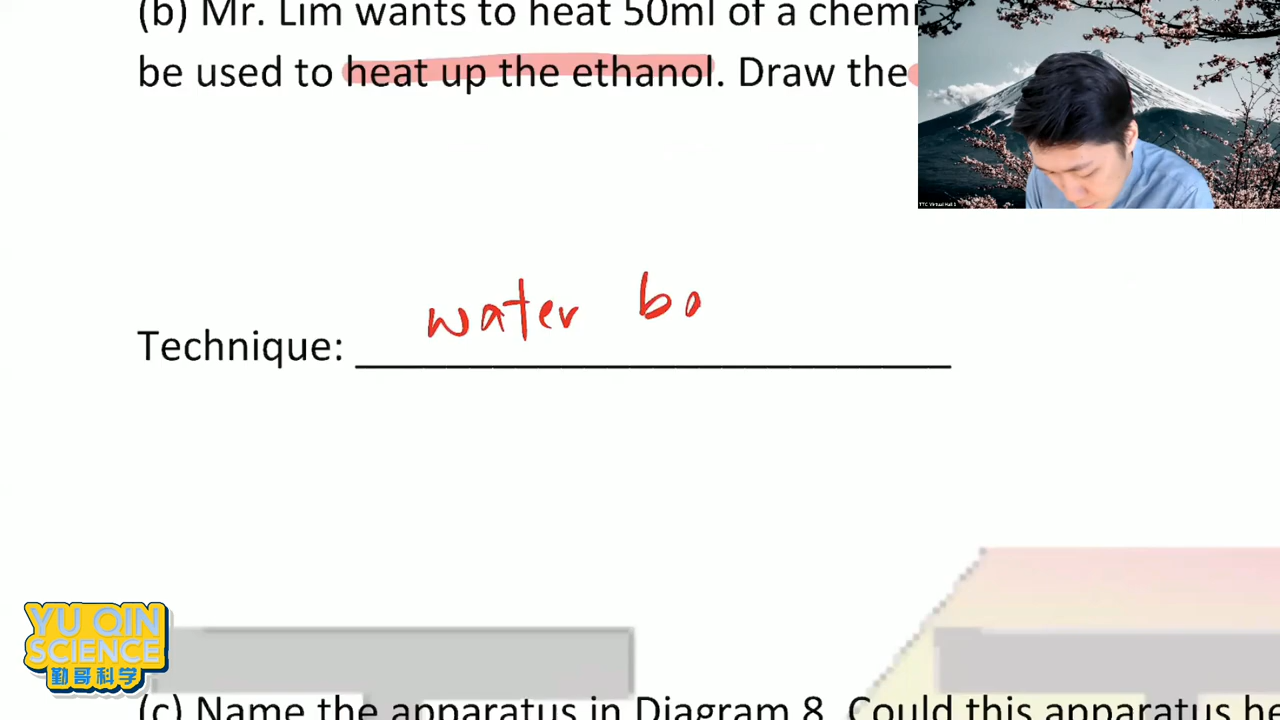 (b) Mr. Lim wants to heat 50ml of a chemi
be used to heat up the ethanol. Draw the
water bo
Technique:
YU QIN
SCIENCE
勤哥科学
(c) Name the apparatus in Diagram 8. Could this apparatus be